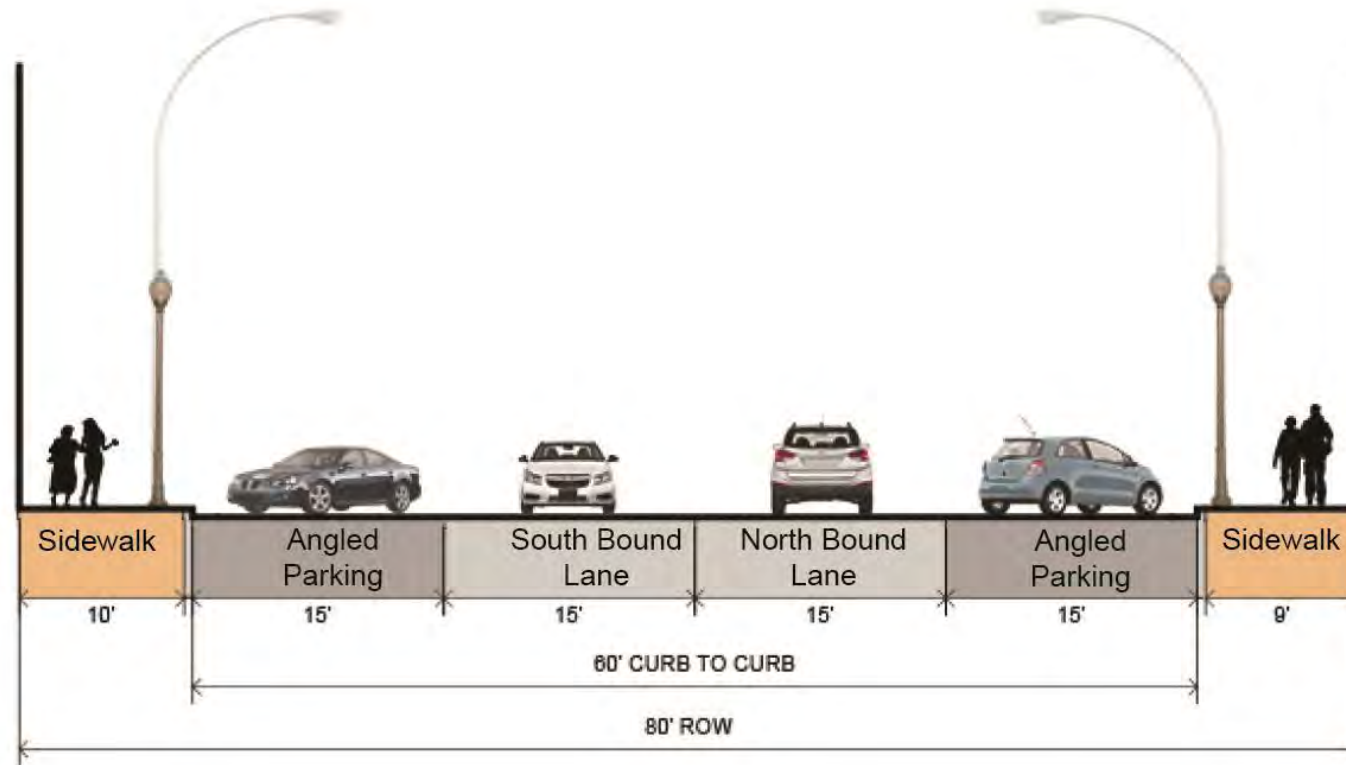 Sidewalk
Angled
Parking
South Bound
Lane
North Bound
Lane
Angled
Parking
Sidewalk
10'
15'
15'
15'
15'
9'
60' CURB TO CURB
80' ROW